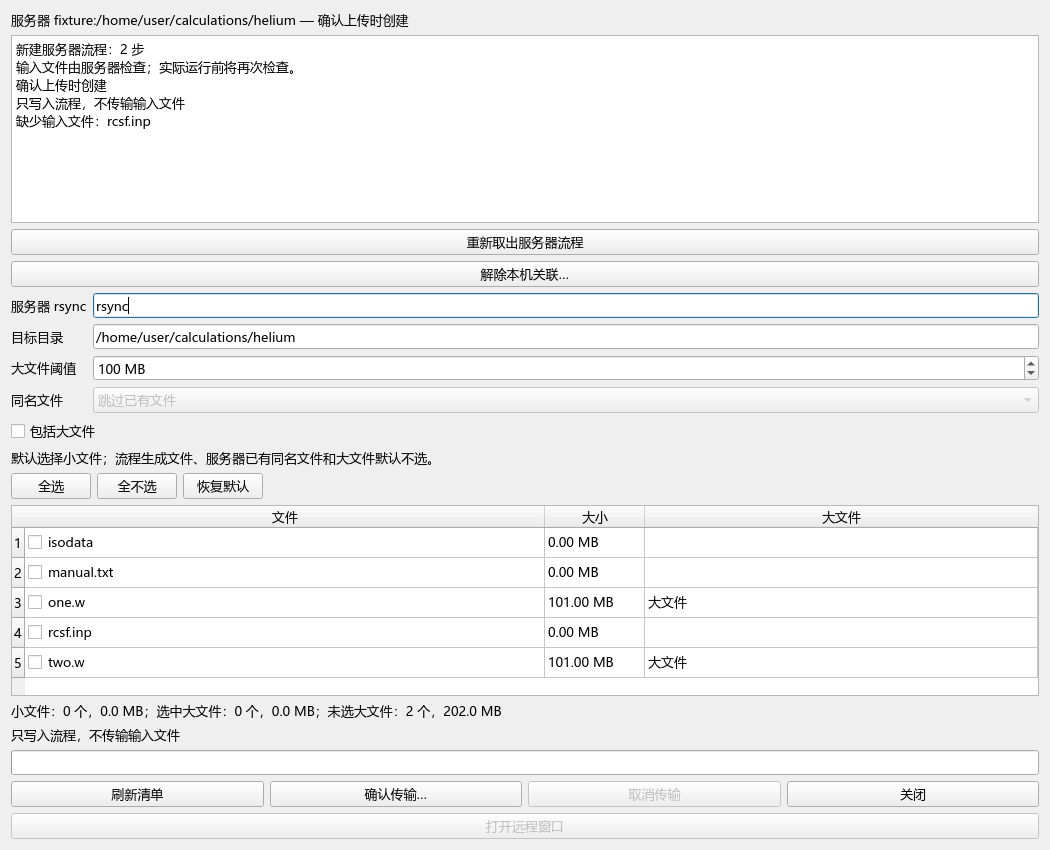 服务器 fixture:/home/user/calculations/helium — 确认上传时创建
新建服务器流程：2 步
输入文件由服务器检查；实际运行前将再次检查。
确认上传时创建
只写入流程，不传输输入文件
缺少输入文件：rcsf.inp
重新取出服务器流程
解除本机关联...
服务器 rsync rsync
目标目录 /home/user/calculations/helium
大文件阈值 100 MB
同名文件 跳过已有文件
包括大文件
默认选择小文件；流程生成文件、服务器已有同名文件和大文件默认不选。
全选 全不选 恢复默认
文件 大小 大文件
1 isodata 0.00 MB
2 manual.txt 0.00 MB
3 one.w 101.00 MB 大文件
4 rcsf.inp 0.00 MB
5 two.w 101.00 MB 大文件
小文件：0 个，0.0 MB；选中大文件：0 个，0.0 MB；未选大文件：2 个，202.0 MB
只写入流程，不传输输入文件
刷新清单 确认传输... 取消传输 关闭
打开远程窗口